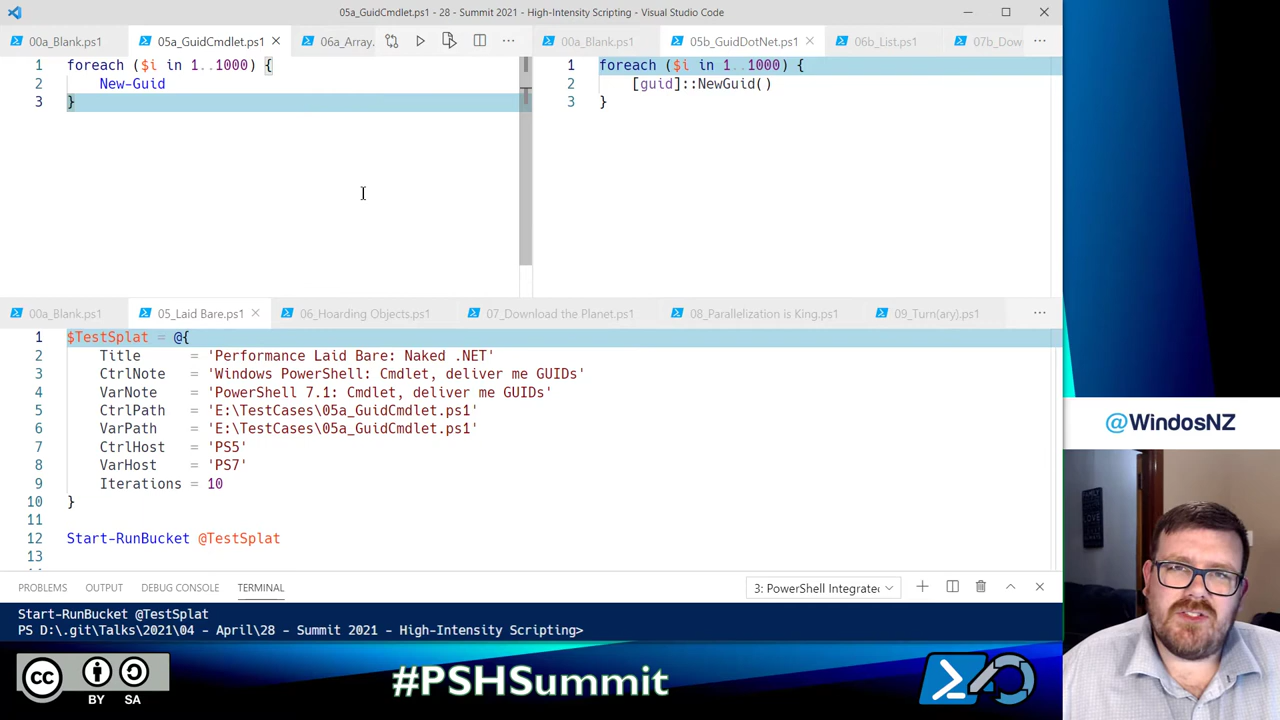 05a_GuidCmdlet.ps1 - 28 - Summit 2021 - High-Intensity Scripting - Visual Studio Code
00a_Blank.ps1 05a_GuidCmdlet.ps1 06a_Array. 00a_Blank.ps1 05b_GuidDotNet.ps1 06b_List.ps1 07b_Dow
1 foreach ($i in 1..1000) {
2 New-Guid
3 }
1 foreach ($i in 1..1000) {
2 [guid]::NewGuid()
3 }
00a_Blank.ps1 05_Laid Bare.ps1 06_Hoarding Objects.ps1 07_Download the Planet.ps1 08_Parallelization is King.ps1 09_Turn(ary).ps1
1 $TestSplat = @{
2 Title = 'Performance Laid Bare: Naked .NET'
3 CtrlNote = 'Windows PowerShell: Cmdlet, deliver me GUIDs'
4 VarNote = 'PowerShell 7.1: Cmdlet, deliver me GUIDs'
5 CtrlPath = 'E:\TestCases\05a_GuidCmdlet.ps1'
6 VarPath = 'E:\TestCases\05a_GuidCmdlet.ps1'
7 CtrlHost = 'PS5'
8 VarHost = 'PS7'
9 Iterations = 10
10 }
11
12 Start-RunBucket @TestSplat
13
PROBLEMS OUTPUT DEBUG CONSOLE TERMINAL 3: PowerShell Integrated
Start-RunBucket @TestSplat
PS D:\.git\Talks\2021\04 - April\28 - Summit 2021 - High-Intensity Scripting>
@WindosNZ
cc BY SA
#PSHSummit